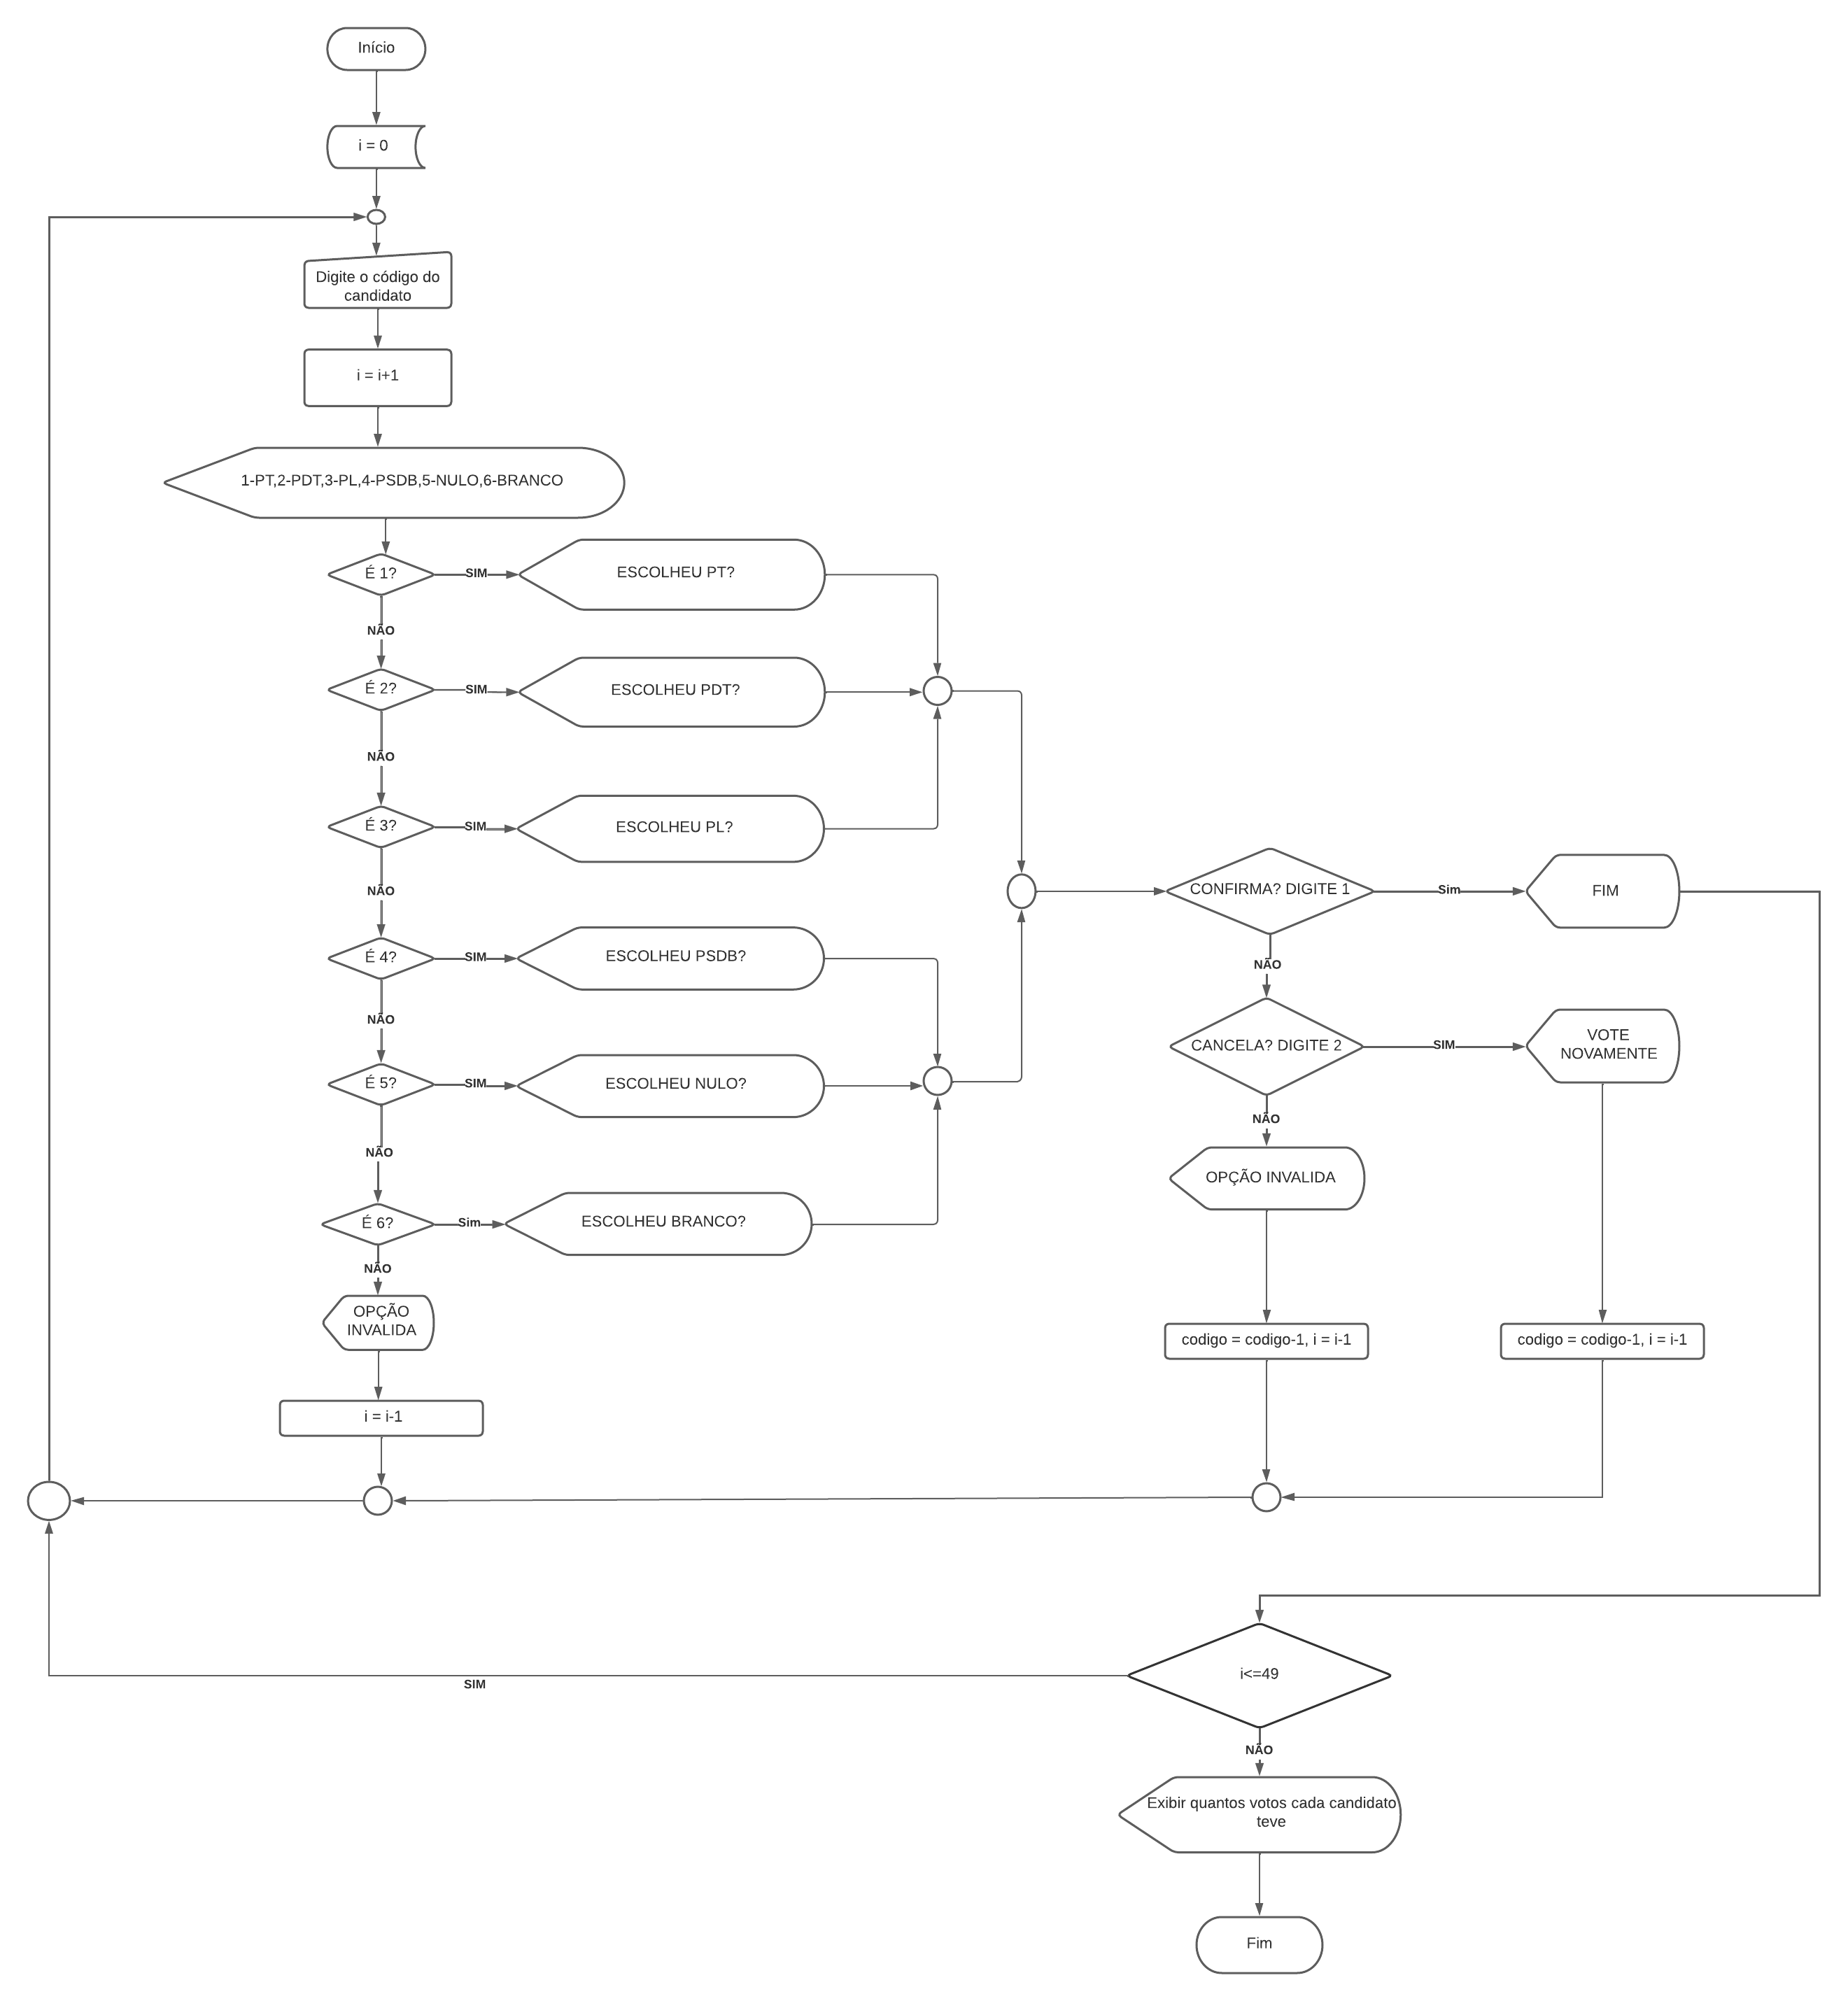 Início
i = 0
Digite o código do
candidato
i = i+1
1-PT,2-PDT,3-PL,4-PSDB,5-NULO,6-BRANCO
É 1?
SIM
ESCOLHEU PT?
NÃO
É 2?
SIM
ESCOLHEU PDT?
NÃO
É 3?
SIM
ESCOLHEU PL?
NÃO
É 4?
SIM
ESCOLHEU PSDB?
NÃO
É 5?
SIM
ESCOLHEU NULO?
NÃO
É 6?
Sim
ESCOLHEU BRANCO?
NÃO
OPÇÃO
INVALIDA
i = i-1
CONFIRMA? DIGITE 1
Sim
FIM
NÃO
CANCELA? DIGITE 2
SIM
VOTE
NOVAMENTE
NÃO
OPÇÃO INVALIDA
codigo = codigo-1, i = i-1
codigo = codigo-1, i = i-1
i<=49
SIM
NÃO
Exibir quantos votos cada candidato
teve
Fim